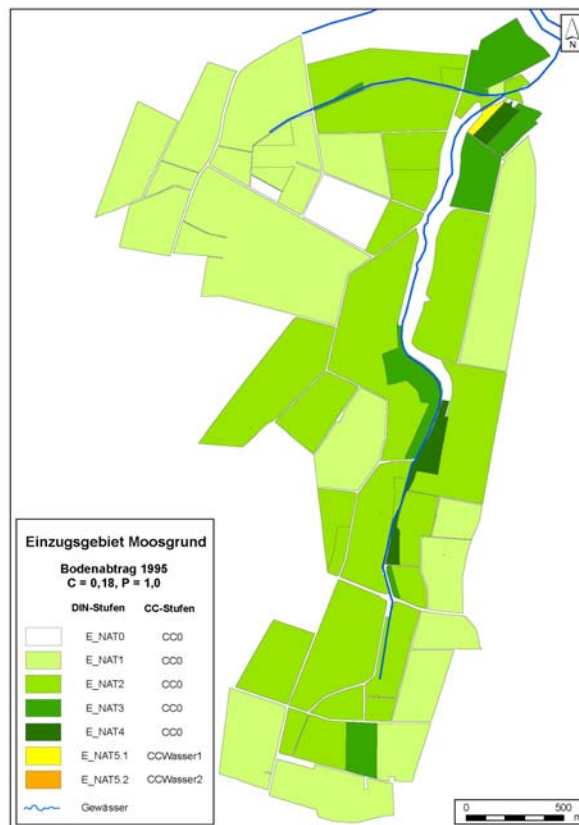 N
Einzugsgebiet Moosgrund
Bodenabtrag 1995
C = 0,18, P = 1,0
DIN-Stufen CC-Stufen
E_NAT0 CC0
E_NAT1 CC0
E_NAT2 CC0
E_NAT3 CC0
E_NAT4 CC0
E_NAT5.1 CCWasser1
E_NAT5.2 CCWasser2
Gewässer
0 500
m